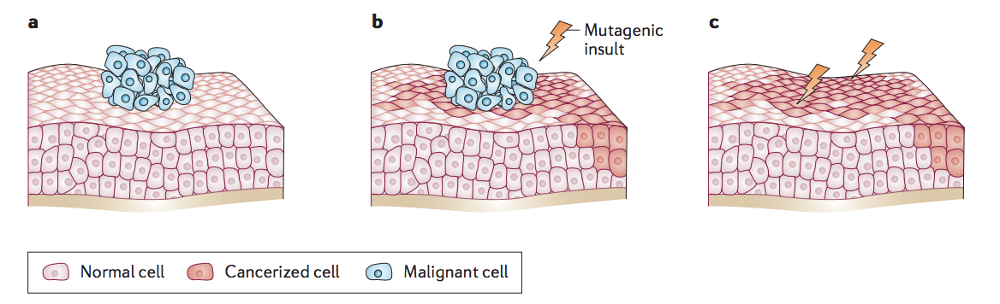 a
b
c
Mutagenic
insult
Normal cell
Cancerized cell
Malignant cell